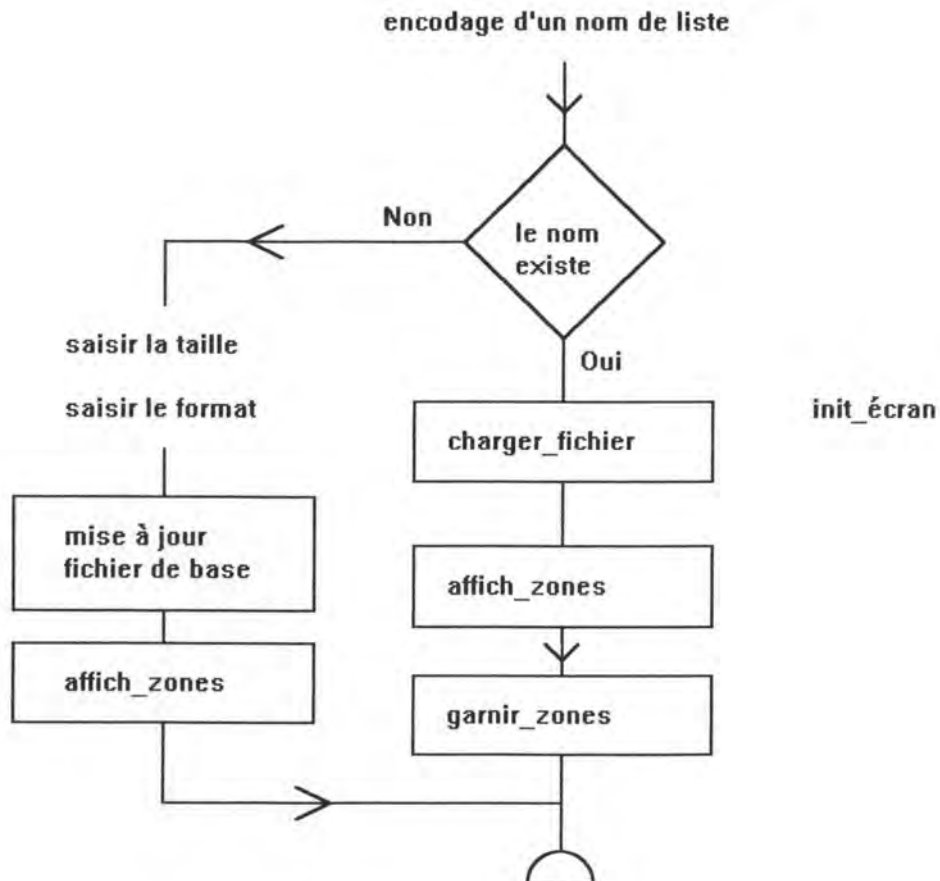 encodage d'un nom de liste
Non
le nom
existe
saisir la taille
Oui
saisir le format
init_écran
charger_fichier
mise à jour
fichier de base
affich_zones
affich_zones
garnir_zones